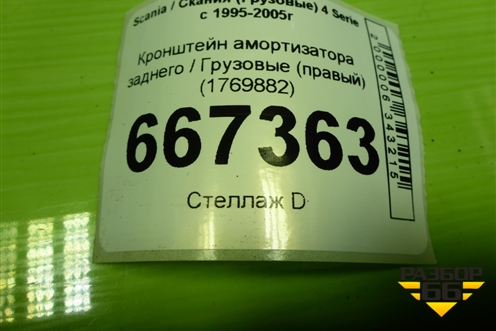 Scania / Скания (Грузовые) 4 Serie
с 1995-2005г
Кронштейн амортизатора
заднего / Грузовые (правый)
(1769882)
667363
Стеллаж D
2000006343215
РАЗБОР
66